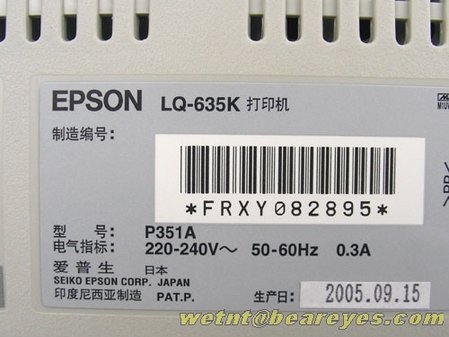 EPSON LQ-635K 打印机
制造编号:
*FRXY082895*
型 号: P351A
电气指标: 220-240V～ 50-60Hz 0.3A
爱普生 日本
SEIKO EPSON CORP. JAPAN
印度尼西亚制造 PAT.P. 生产日: 2005.09.15
wetnt@beareyes.com